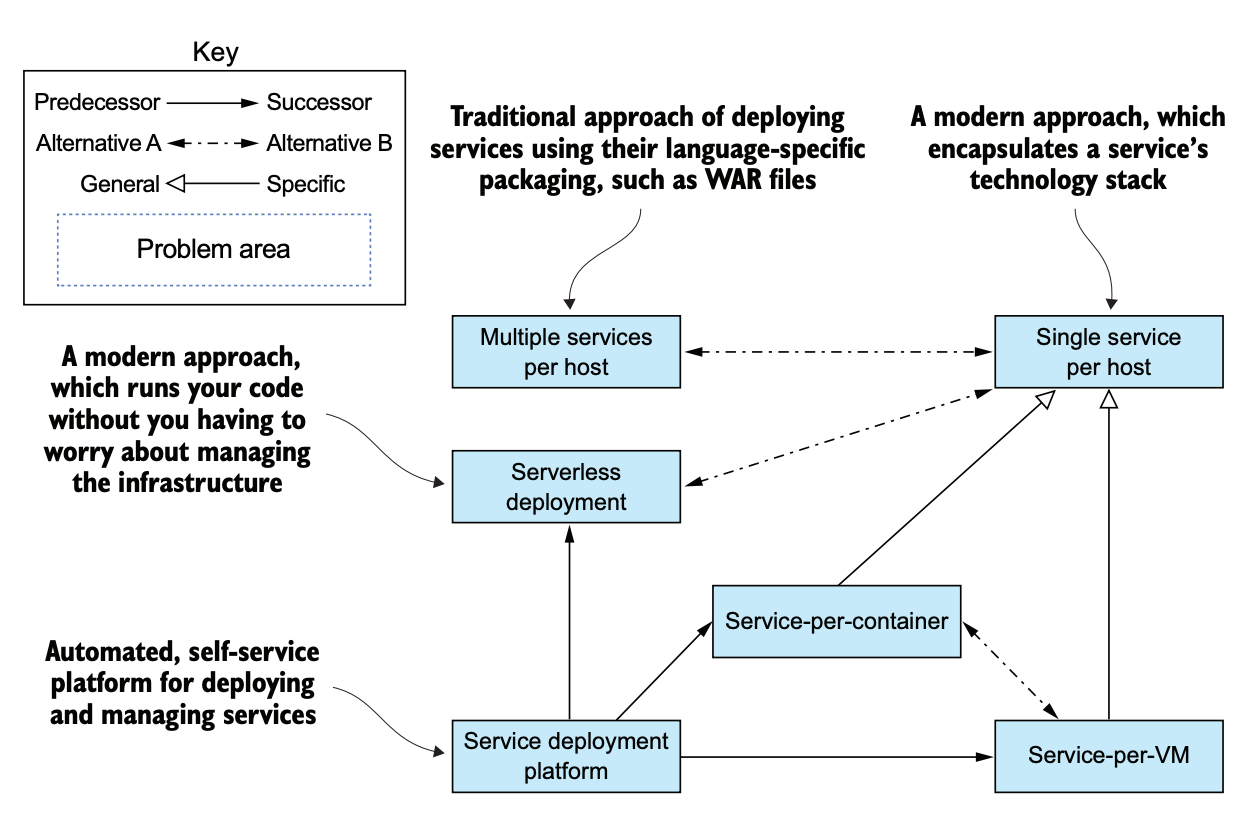 Key
Predecessor
Successor
Alternative A
Alternative B
General
Specific
Problem area
Traditional approach of deploying
services using their language-specific
packaging, such as WAR files
A modern approach, which
encapsulates a service's
technology stack
Multiple services
per host
Single service
per host
A modern approach,
which runs your code
without you having to
worry about managing
the infrastructure
Serverless
deployment
Service-per-container
Automated, self-service
platform for deploying
and managing services
Service deployment
platform
Service-per-VM